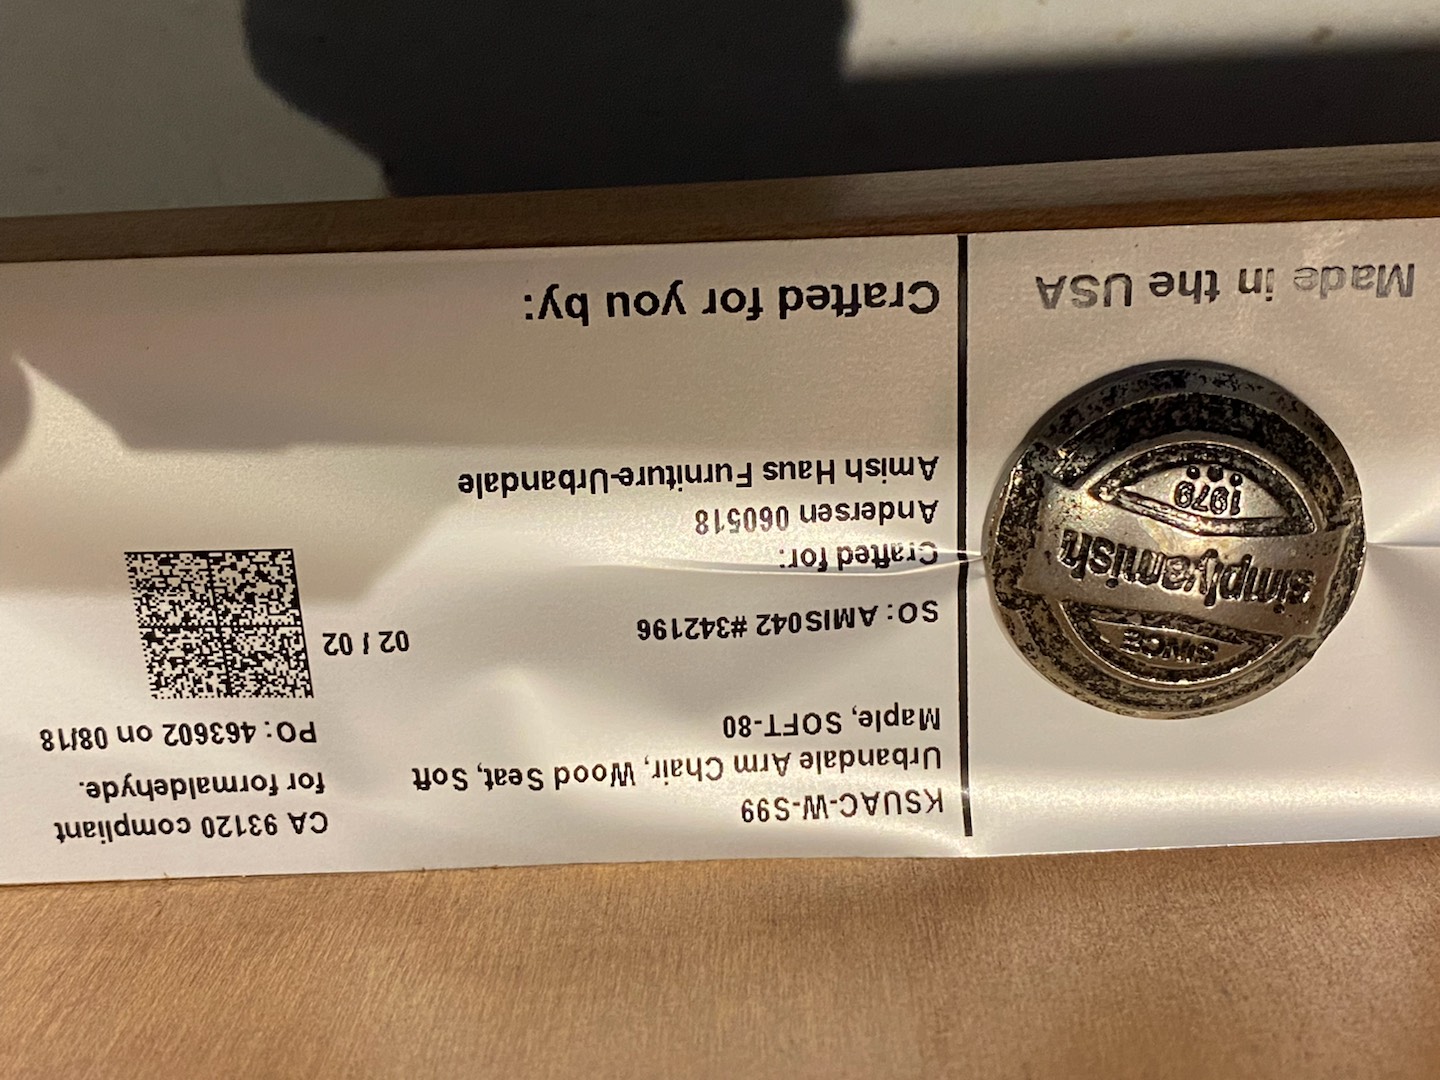 KSUAC-W-S99
Urbandale Arm Chair, Wood Seat, Soft
Maple, SOFT-80
SO: AMIS042 #342196
Crafted for:
Andersen 060518
Amish Haus Furniture-Urbandale
Crafted for you by:
CA 93120 compliant
for formaldehyde.
PO: 463602 on 08/18
02 / 02
SINCE
simplyamish
1979
Made in the USA